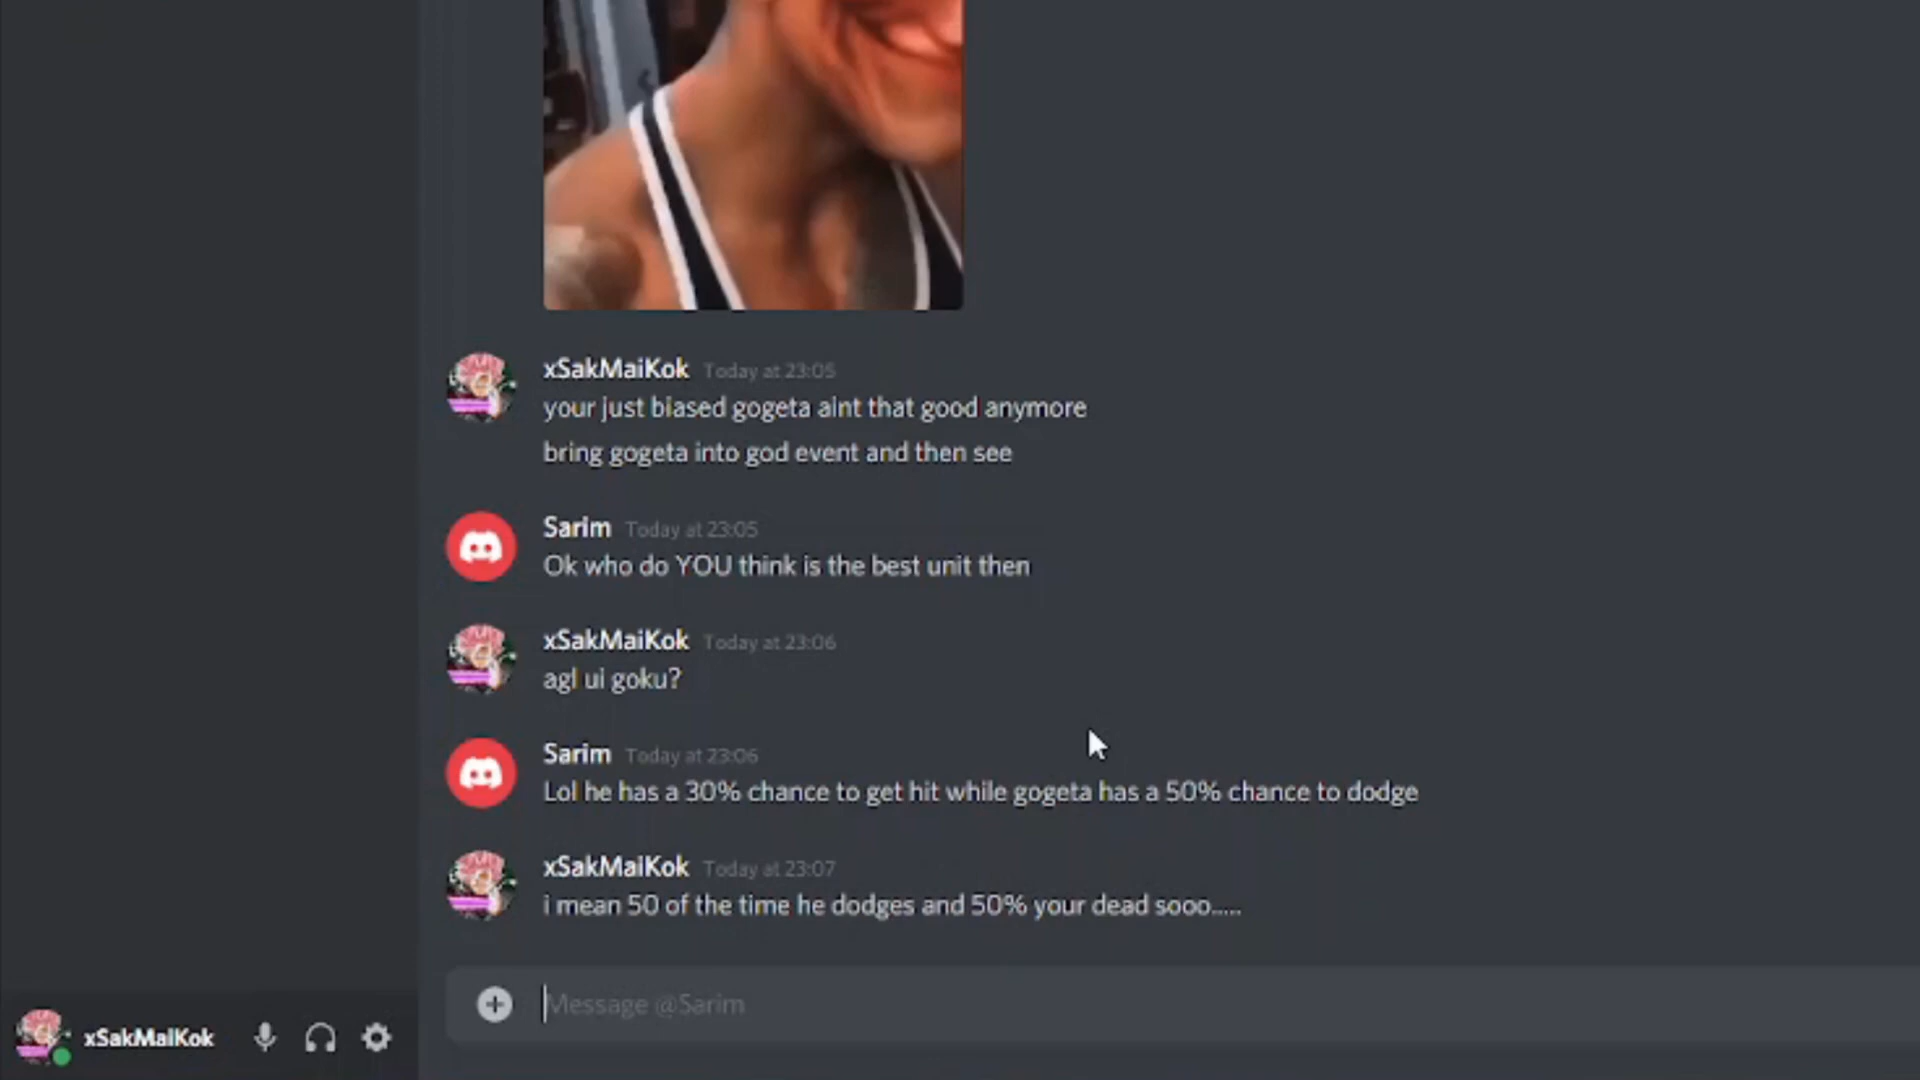 xSakMaiKok Today at 23:05
your just biased gogeta aint that good anymore
bring gogeta into god event and then see
Sarim Today at 23:05
Ok who do YOU think is the best unit then
xSakMaiKok Today at 23:06
agl ui goku?
Sarim Today at 23:06
Lol he has a 30% chance to get hit while gogeta has a 50% chance to dodge
xSakMaiKok Today at 23:07
i mean 50 of the time he dodges and 50% your dead sooo.....
Message @Sarim
xSakMaiKok